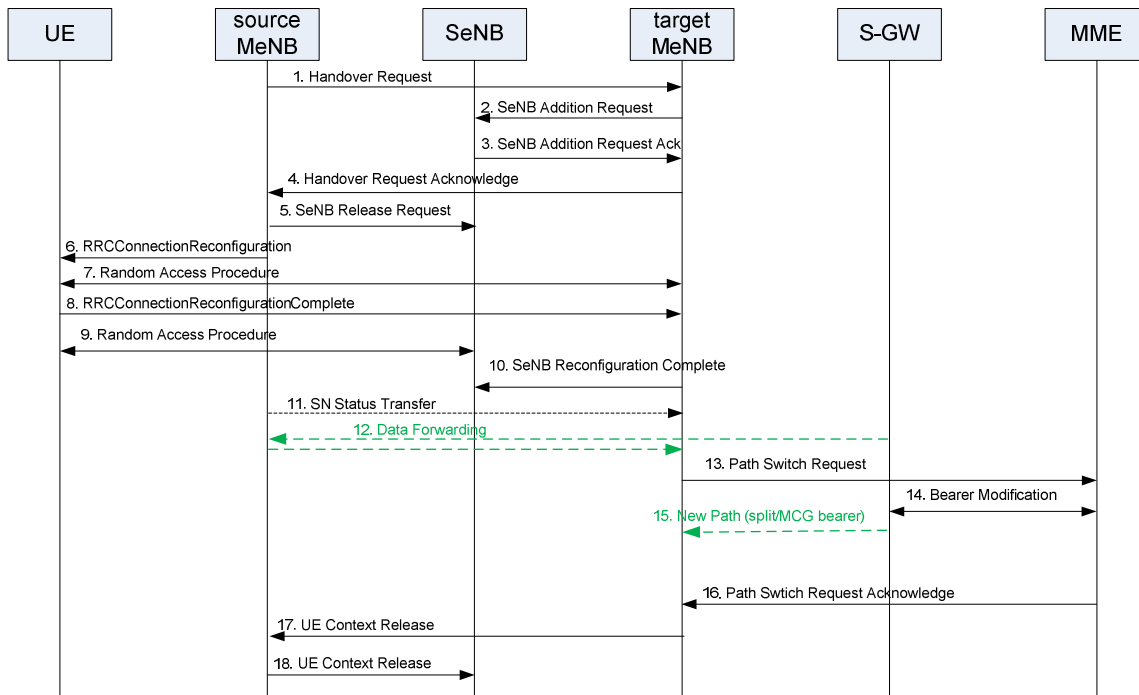 UE
source
MeNB
SeNB
target
MeNB
S-GW
MME
1. Handover Request
2. SeNB Addition Request
3. SeNB Addition Request Ack
4. Handover Request Acknowledge
5. SeNB Release Request
6. RRCConnectionReconfiguration
7. Random Access Procedure
8. RRCConnectionReconfigurationComplete
9. Random Access Procedure
10. SeNB Reconfiguration Complete
11. SN Status Transfer
12. Data Forwarding
13. Path Switch Request
14. Bearer Modification
15. New Path (split/MCG bearer)
16. Path Swtich Request Acknowledge
17. UE Context Release
18. UE Context Release